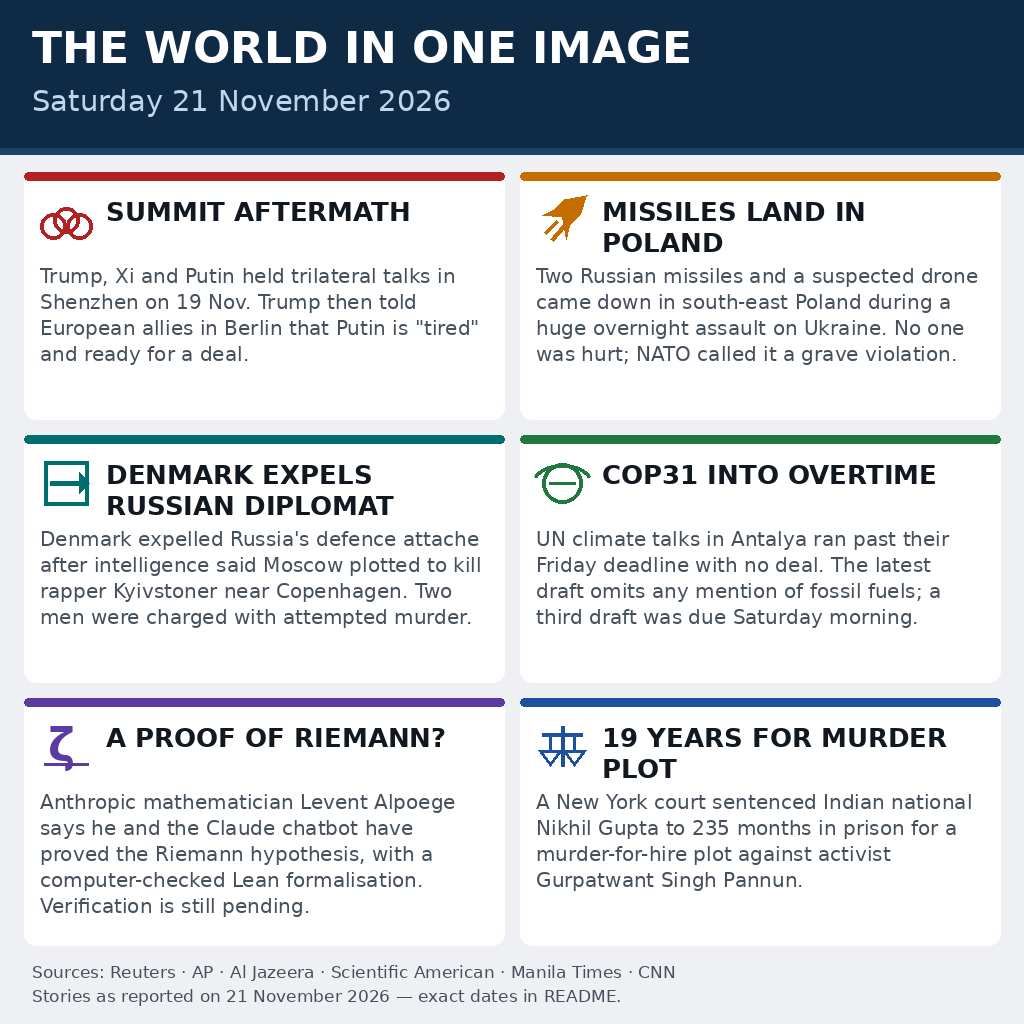 THE WORLD IN ONE IMAGE
Saturday 21 November 2026
SUMMIT AFTERMATH
Trump, Xi and Putin held trilateral talks in
Shenzhen on 19 Nov. Trump then told
European allies in Berlin that Putin is "tired"
and ready for a deal.
MISSILES LAND IN
POLAND
Two Russian missiles and a suspected drone
came down in south-east Poland during a
huge overnight assault on Ukraine. No one
was hurt; NATO called it a grave violation.
DENMARK EXPELS
RUSSIAN DIPLOMAT
Denmark expelled Russia's defence attache
after intelligence said Moscow plotted to kill
rapper Kyivstoner near Copenhagen. Two
men were charged with attempted murder.
COP31 INTO OVERTIME
UN climate talks in Antalya ran past their
Friday deadline with no deal. The latest
draft omits any mention of fossil fuels; a
third draft was due Saturday morning.
ζ
A PROOF OF RIEMANN?
Anthropic mathematician Levent Alpoege
says he and the Claude chatbot have
proved the Riemann hypothesis, with a
computer-checked Lean formalisation.
Verification is still pending.
19 YEARS FOR MURDER
PLOT
A New York court sentenced Indian national
Nikhil Gupta to 235 months in prison for a
murder-for-hire plot against activist
Gurpatwant Singh Pannun.
Sources: Reuters · AP · Al Jazeera · Scientific American · Manila Times · CNN
Stories as reported on 21 November 2026 — exact dates in README.